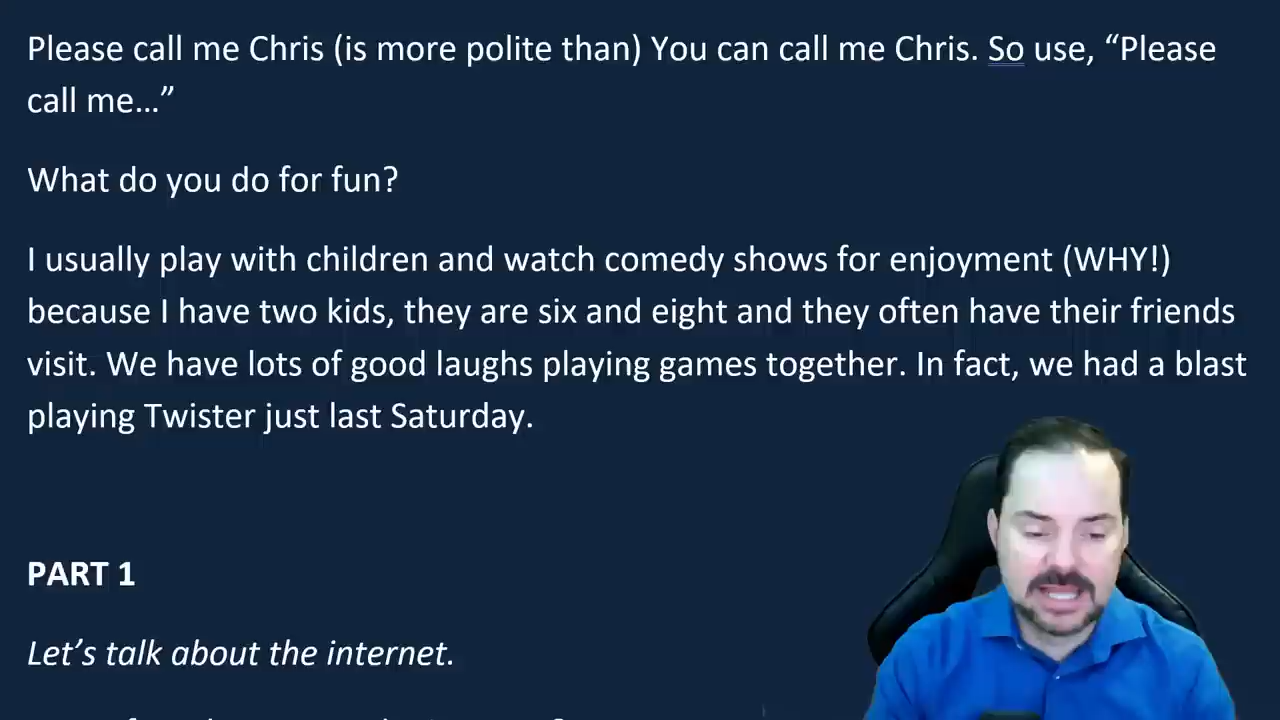 Please call me Chris (is more polite than) You can call me Chris. So use, “Please
call me…”
What do you do for fun?
I usually play with children and watch comedy shows for enjoyment (WHY!)
because I have two kids, they are six and eight and they often have their friends
visit. We have lots of good laughs playing games together. In fact, we had a blast
playing Twister just last Saturday.
PART 1
Let’s talk about the internet.